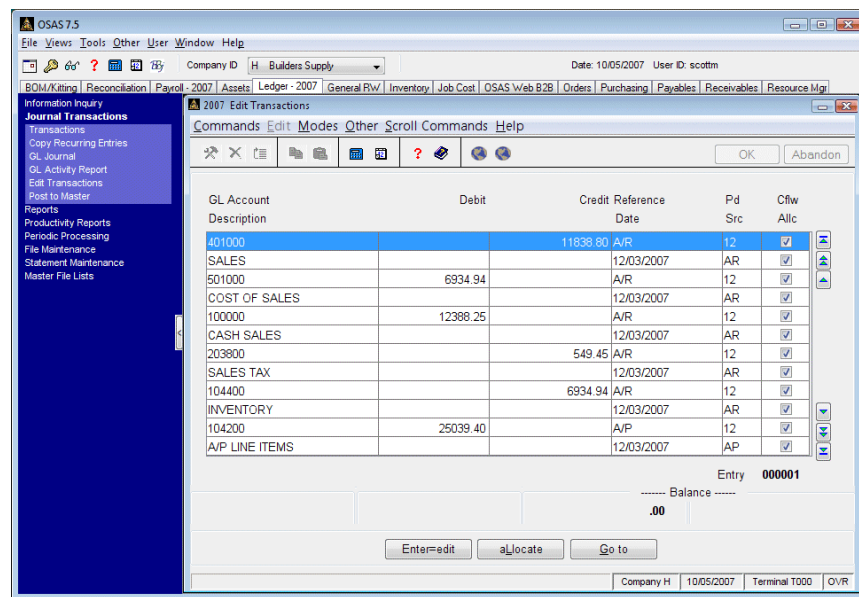 OSAS 7.5
File Views Tools Other User Window Help
Company ID H Builders Supply Date: 10/05/2007 User ID: scottm
BOM/Kitting Reconciliation Payroll - 2007 Assets Ledger - 2007 General RW Inventory Job Cost OSAS Web B2B Orders Purchasing Payables Receivables Resource Mgr
Information Inquiry
Journal Transactions
Transactions
Copy Recurring Entries
GL Journal
GL Activity Report
Edit Transactions
Post to Master
Reports
Productivity Reports
Periodic Processing
File Maintenance
Statement Maintenance
Master File Lists
2007 Edit Transactions
Commands Edit Modes Other Scroll Commands Help
OK Abandon
GL Account Debit Credit Reference Pd Cflw
Description Date Src Allc
401000 11838.80 A/R 12
SALES 12/03/2007 AR
501000 6934.94 A/R 12
COST OF SALES 12/03/2007 AR
100000 12388.25 A/R 12
CASH SALES 12/03/2007 AR
203800 549.45 A/R 12
SALES TAX 12/03/2007 AR
104400 6934.94 A/R 12
INVENTORY 12/03/2007 AR
104200 25039.40 A/P 12
A/P LINE ITEMS 12/03/2007 AP
Entry 000001
------- Balance ------
.00
Enter=edit aLlocate Go to
Company H 10/05/2007 Terminal T000 OVR